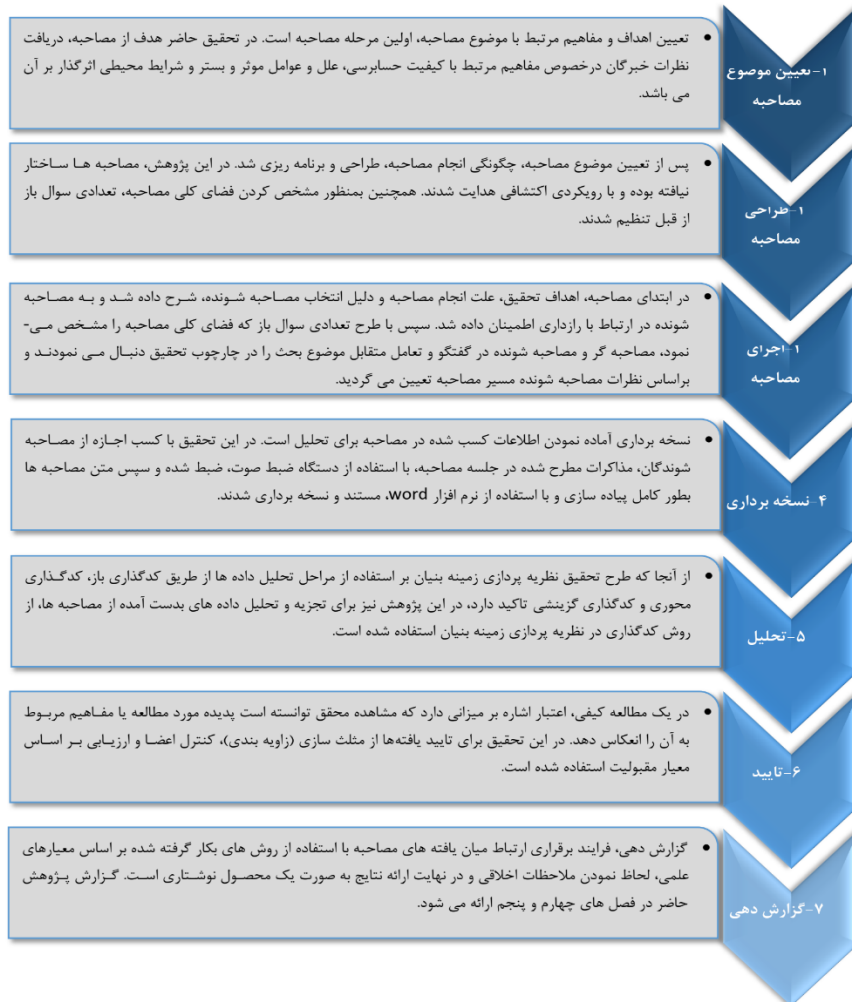 ۱-تعیین موضوع
مصاحبه
• تعیین اهداف و مفاهیم مرتبط با موضوع مصاحبه، اولین مرحله مصاحبه است. در تحقیق حاضر هدف از مصاحبه، دریافت
نظرات خبرگان درخصوص مفاهیم مرتبط با کیفیت حسابرسی، علل و عوامل موثر و بستر و شرایط محیطی اثرگذار بر آن
می باشد.
۱-طراحی
مصاحبه
• پس از تعیین موضوع مصاحبه، چگونگی انجام مصاحبه، طراحی و برنامه ریزی شد. در این پژوهش، مصاحبه ها ساختار
نیافته بوده و با رویکردی اکتشافی هدایت شدند. همچنین بمنظور مشخص کردن فضای کلی مصاحبه، تعدادی سوال باز
از قبل تنظیم شدند.
۱-اجرای
مصاحبه
• در ابتدای مصاحبه، اهداف تحقیق، علت انجام مصاحبه و دلیل انتخاب مصاحبه شونده، شرح داده شد و به مصاحبه
شونده در ارتباط با رازداری اطمینان داده شد. سپس با طرح تعدادی سوال باز که فضای کلی مصاحبه را مشخص می-
نمود، مصاحبه گر و مصاحبه شونده در گفتگو و تعامل متقابل موضوع بحث را در چارچوب تحقیق دنبال می نمودند و
براساس نظرات مصاحبه شونده مسیر مصاحبه تعیین می گردید.
۴-نسخه برداری
• نسخه برداری آماده نمودن اطلاعات کسب شده در مصاحبه برای تحلیل است. در این تحقیق با کسب اجازه از مصاحبه
شوندگان، مذاکرات مطرح شده در جلسه مصاحبه، با استفاده از دستگاه ضبط صوت، ضبط شده و سپس متن مصاحبه ها
بطور کامل پیاده سازی و با استفاده از نرم افزار word، مستند و نسخه برداری شدند.
۵-تحلیل
• از آنجا که طرح تحقیق نظریه پردازی زمینه بنیان بر استفاده از مراحل تحلیل داده ها از طریق کدگذاری باز، کدگذاری
محوری و کدگذاری گزینشی تاکید دارد، در این پژوهش نیز برای تجزیه و تحلیل داده های بدست آمده از مصاحبه ها، از
روش کدگذاری در نظریه پردازی زمینه بنیان استفاده شده است.
۶-تایید
• در یک مطالعه کیفی، اعتبار اشاره بر میزانی دارد که مشاهده محقق توانسته است پدیده مورد مطالعه یا مفاهیم مربوط
به آن را انعکاس دهد. در این تحقیق برای تایید یافته‌ها از مثلث سازی (زاویه بندی)، کنترل اعضا و ارزیابی بر اساس
معیار مقبولیت استفاده شده است.
۷-گزارش دهی
• گزارش دهی، فرایند برقراری ارتباط میان یافته های مصاحبه با استفاده از روش های بکار گرفته شده بر اساس معیارهای
علمی، لحاظ نمودن ملاحظات اخلاقی و در نهایت ارائه نتایج به صورت یک محصول نوشتاری است. گزارش پژوهش
حاضر در فصل های چهارم و پنجم ارائه می شود.